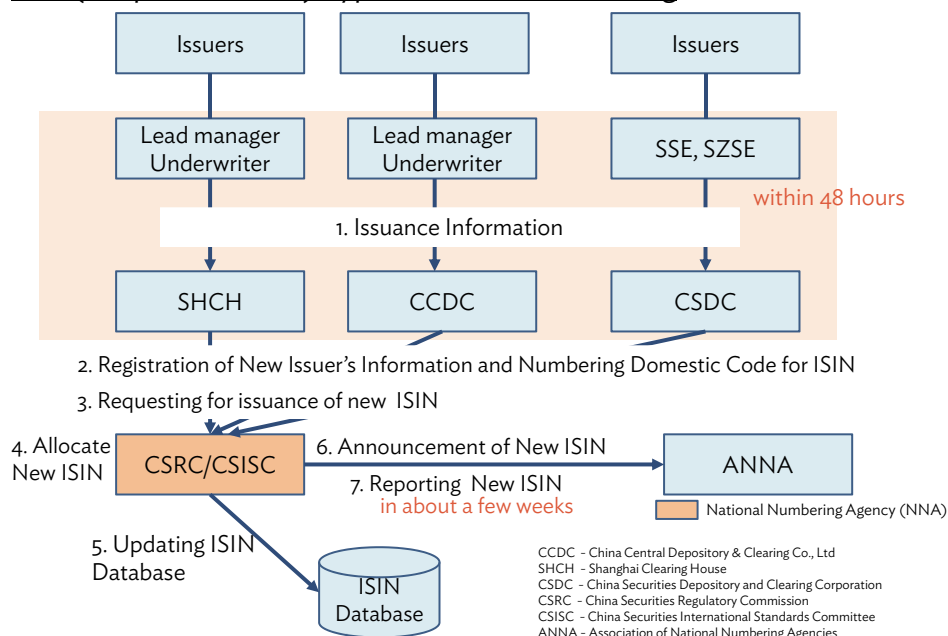 Issuers
Issuers
Issuers
Lead manager
Underwriter
Lead manager
Underwriter
SSE, SZSE
within 48 hours
1. Issuance Information
SHCH
CCDC
CSDC
2. Registration of New Issuer's Information and Numbering Domestic Code for ISIN
3. Requesting for issuance of new ISIN
4. Allocate
New ISIN
CSRC/CSISC
6. Announcement of New ISIN
7. Reporting New ISIN
in about a few weeks
ANNA
National Numbering Agency (NNA)
5. Updating ISIN
Database
ISIN
Database
CCDC - China Central Depository & Clearing Co., Ltd
SHCH - Shanghai Clearing House
CSDC - China Securities Depository and Clearing Corporation
CSRC - China Securities Regulatory Commission
CSISC - China Securities International Standards Committee
ANNA - Association of National Numbering Agencies